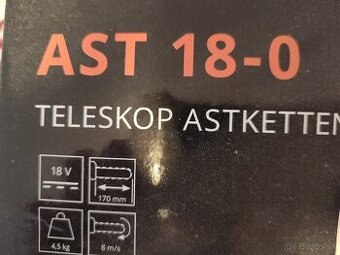 AST 18-0
TELESKOP ASTKETTEN
18 V
170 mm
4,5 kg
8 m/s